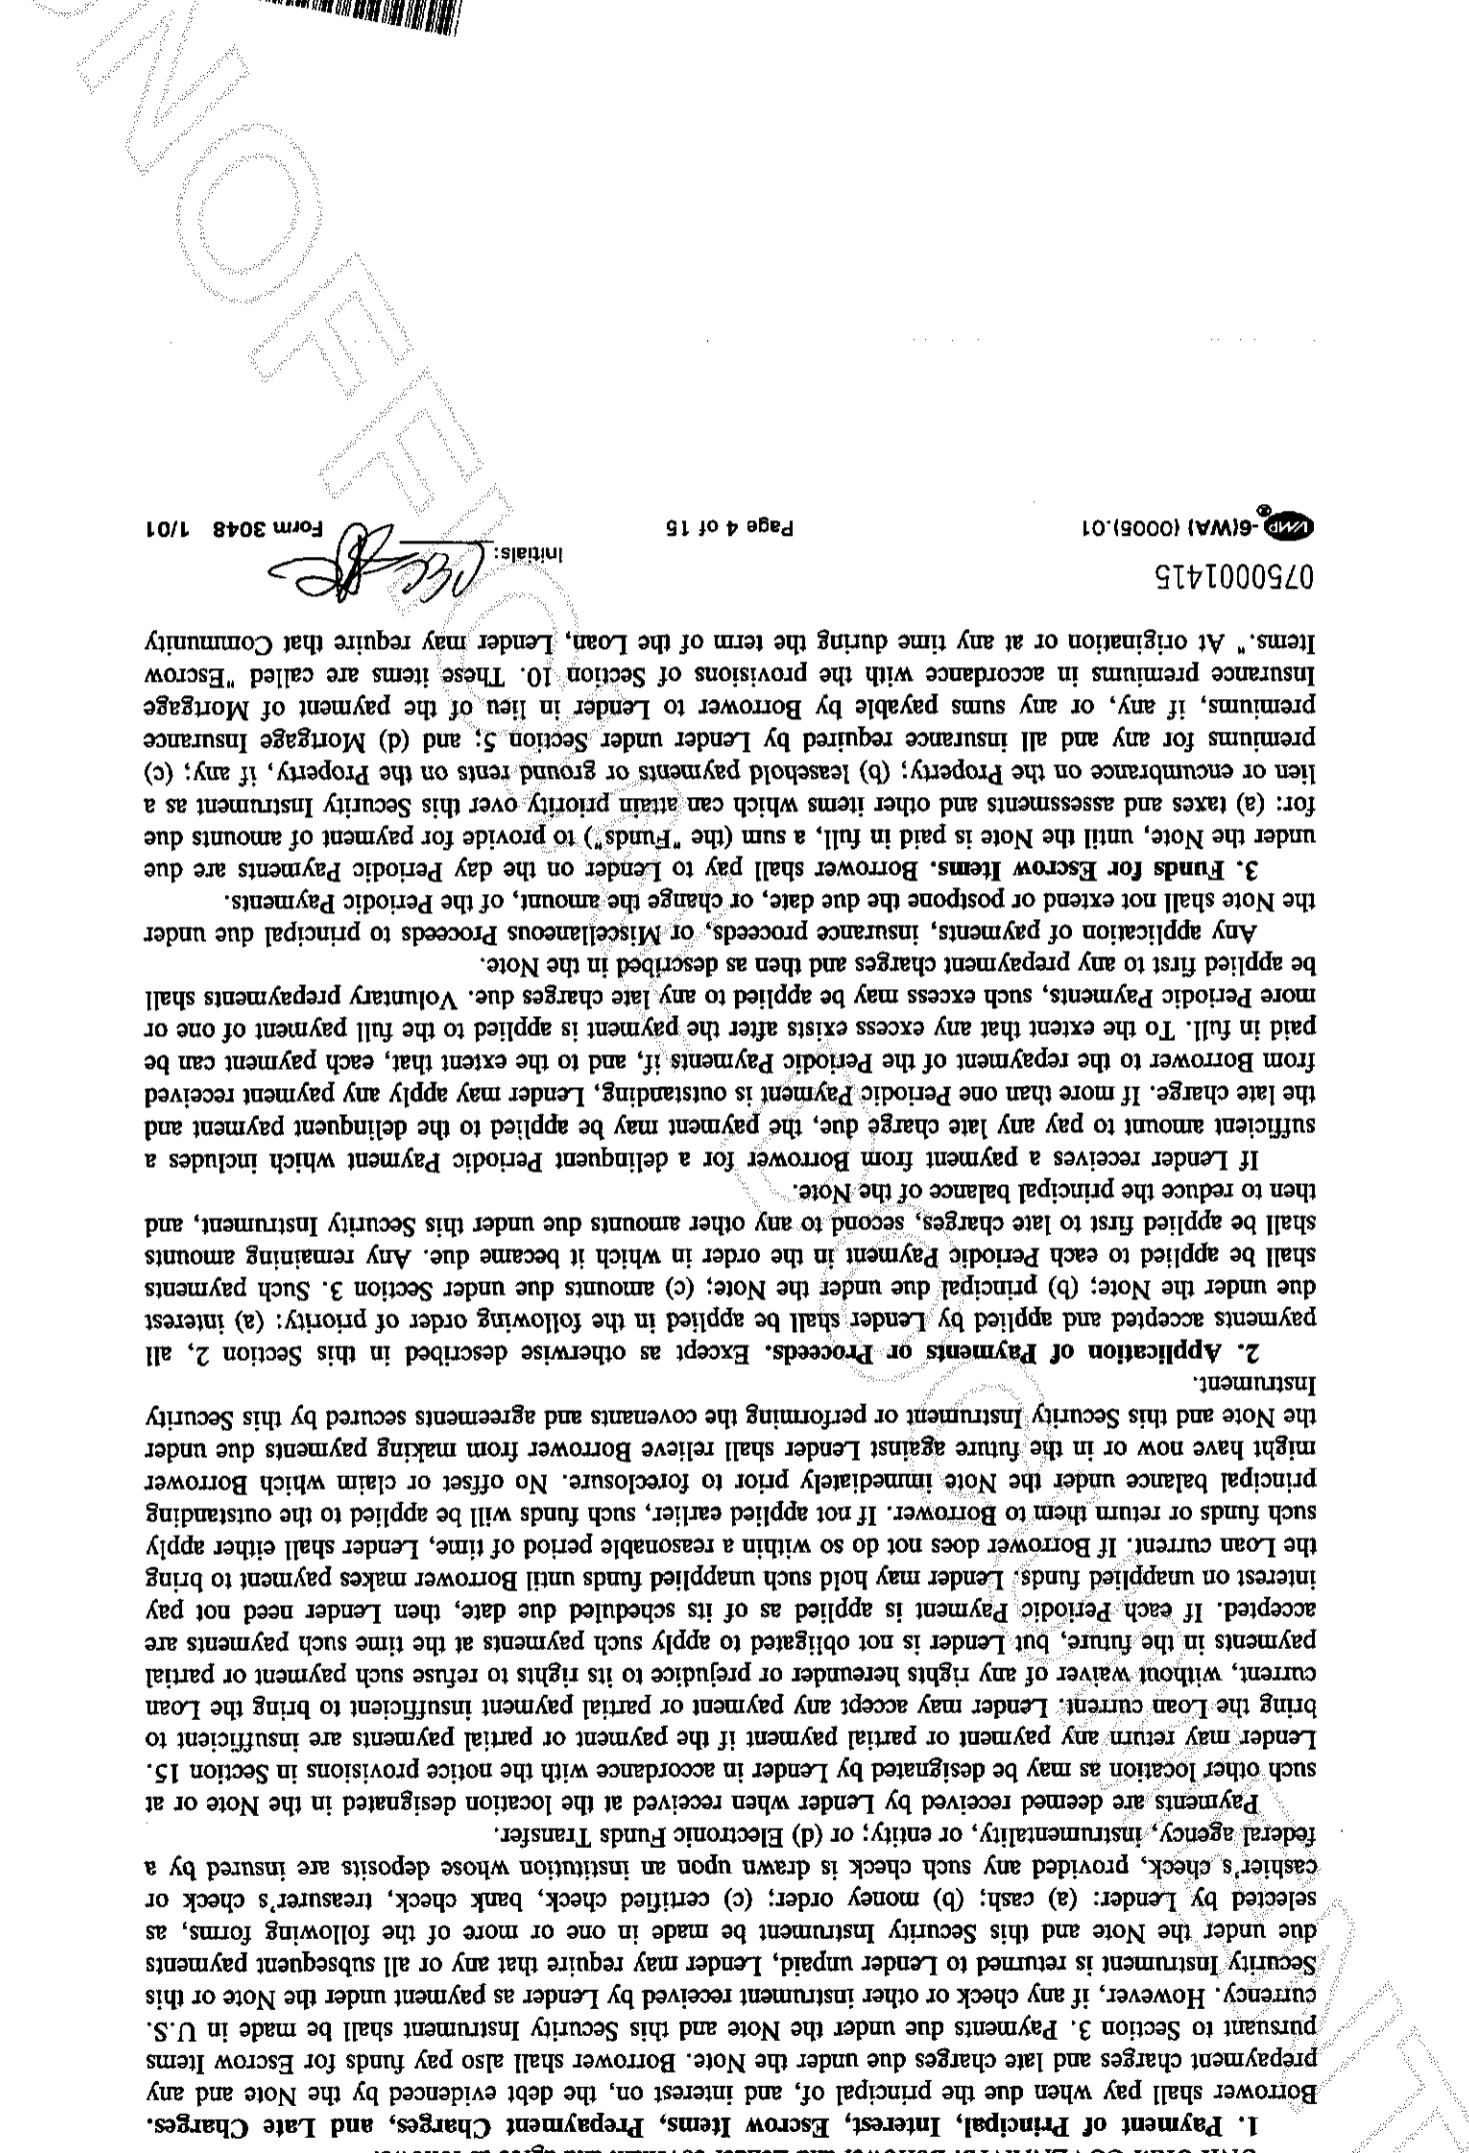 UNIFORM COVENANTS. Borrower and Lender covenant and agree as follows:
1. Payment of Principal, Interest, Escrow Items, Prepayment Charges, and Late Charges.
Borrower shall pay when due the principal of, and interest on, the debt evidenced by the Note and any
prepayment charges and late charges due under the Note. Borrower shall also pay funds for Escrow Items
pursuant to Section 3. Payments due under the Note and this Security Instrument shall be made in U.S.
currency. However, if any check or other instrument received by Lender as payment under the Note or this
Security Instrument is returned to Lender unpaid, Lender may require that any or all subsequent payments
due under the Note and this Security Instrument be made in one or more of the following forms, as
selected by Lender: (a) cash; (b) money order; (c) certified check, bank check, treasurer's check or
cashier's check, provided any such check is drawn upon an institution whose deposits are insured by a
federal agency, instrumentality, or entity; or (d) Electronic Funds Transfer.
Payments are deemed received by Lender when received at the location designated in the Note or at
such other location as may be designated by Lender in accordance with the notice provisions in Section 15.
Lender may return any payment or partial payment if the payment or partial payments are insufficient to
bring the Loan current. Lender may accept any payment or partial payment insufficient to bring the Loan
current, without waiver of any rights hereunder or prejudice to its rights to refuse such payment or partial
payments in the future, but Lender is not obligated to apply such payments at the time such payments are
accepted. If each Periodic Payment is applied as of its scheduled due date, then Lender need not pay
interest on unapplied funds. Lender may hold such unapplied funds until Borrower makes payment to bring
the Loan current. If Borrower does not do so within a reasonable period of time, Lender shall either apply
such funds or return them to Borrower. If not applied earlier, such funds will be applied to the outstanding
principal balance under the Note immediately prior to foreclosure. No offset or claim which Borrower
might have now or in the future against Lender shall relieve Borrower from making payments due under
the Note and this Security Instrument or performing the covenants and agreements secured by this Security
Instrument.
2. Application of Payments or Proceeds. Except as otherwise described in this Section 2, all
payments accepted and applied by Lender shall be applied in the following order of priority: (a) interest
due under the Note; (b) principal due under the Note; (c) amounts due under Section 3. Such payments
shall be applied to each Periodic Payment in the order in which it became due. Any remaining amounts
shall be applied first to late charges, second to any other amounts due under this Security Instrument, and
then to reduce the principal balance of the Note.
If Lender receives a payment from Borrower for a delinquent Periodic Payment which includes a
sufficient amount to pay any late charge due, the payment may be applied to the delinquent payment and
the late charge. If more than one Periodic Payment is outstanding, Lender may apply any payment received
from Borrower to the repayment of the Periodic Payments if, and to the extent that, each payment can be
paid in full. To the extent that any excess exists after the payment is applied to the full payment of one or
more Periodic Payments, such excess may be applied to any late charges due. Voluntary prepayments shall
be applied first to any prepayment charges and then as described in the Note.
Any application of payments, insurance proceeds, or Miscellaneous Proceeds to principal due under
the Note shall not extend or postpone the due date, or change the amount, of the Periodic Payments.
3. Funds for Escrow Items. Borrower shall pay to Lender on the day Periodic Payments are due
under the Note, until the Note is paid in full, a sum (the "Funds") to provide for payment of amounts due
for: (a) taxes and assessments and other items which can attain priority over this Security Instrument as a
lien or encumbrance on the Property; (b) leasehold payments or ground rents on the Property, if any; (c)
premiums for any and all insurance required by Lender under Section 5; and (d) Mortgage Insurance
premiums, if any, or any sums payable by Borrower to Lender in lieu of the payment of Mortgage
Insurance premiums in accordance with the provisions of Section 10. These items are called "Escrow
Items." At origination or at any time during the term of the Loan, Lender may require that Community
0750001415
Initials:
VMP®-6(WA) (0005).01 Page 4 of 15 Form 3048 1/01
UNOFFICIAL DOCUMENT